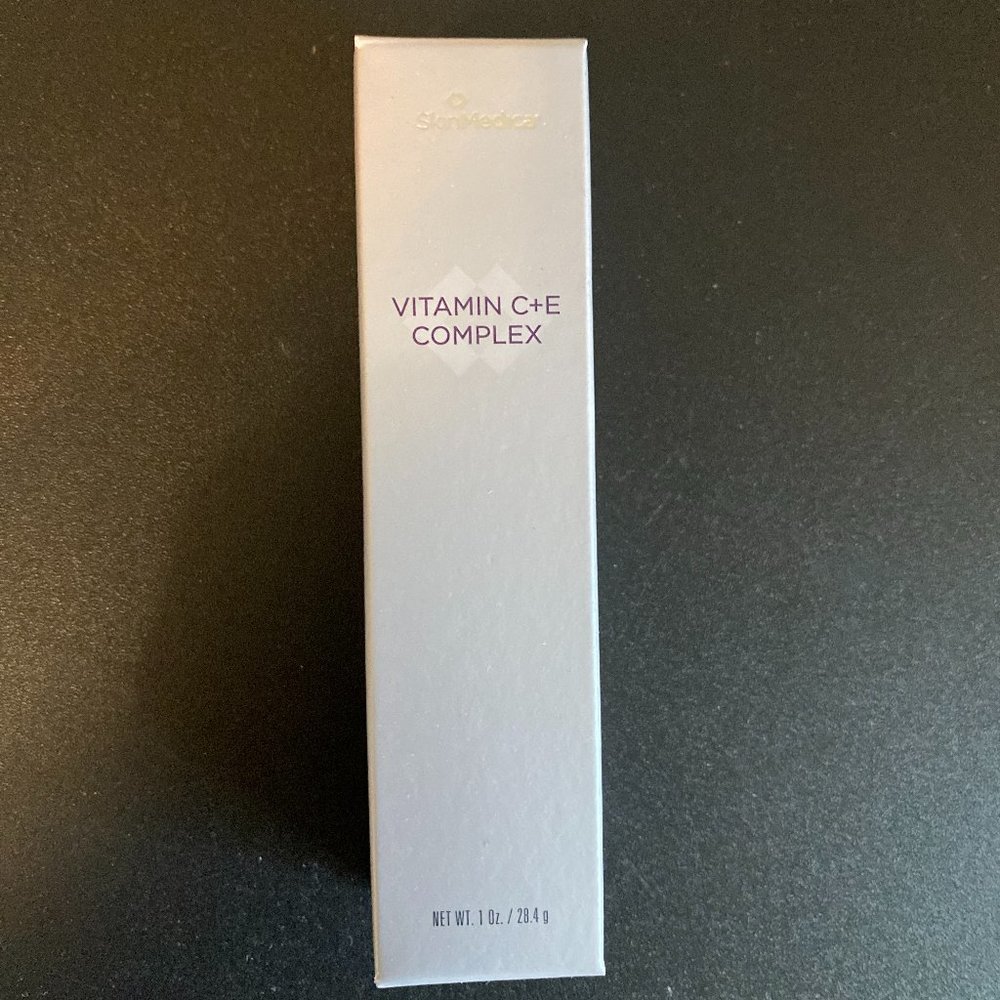 SkinMedica
VITAMIN C+E
COMPLEX
NET WT. 1 Oz. / 28.4 g